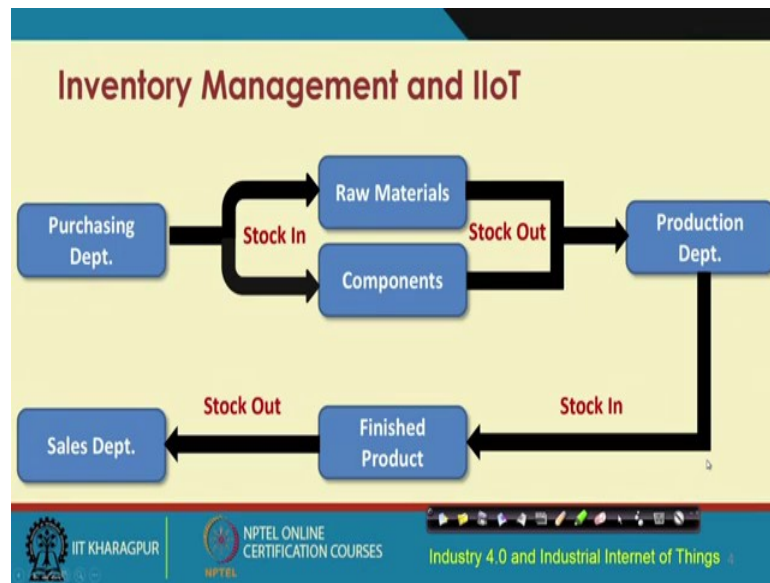 Inventory Management and IIoT
Purchasing
Dept.
Stock In
Raw Materials
Components
Stock Out
Production
Dept.
Sales Dept.
Stock Out
Finished
Product
Stock In
IIT KHARAGPUR
NPTEL
NPTEL ONLINE
CERTIFICATION COURSES
Industry 4.0 and Industrial Internet of Things 4